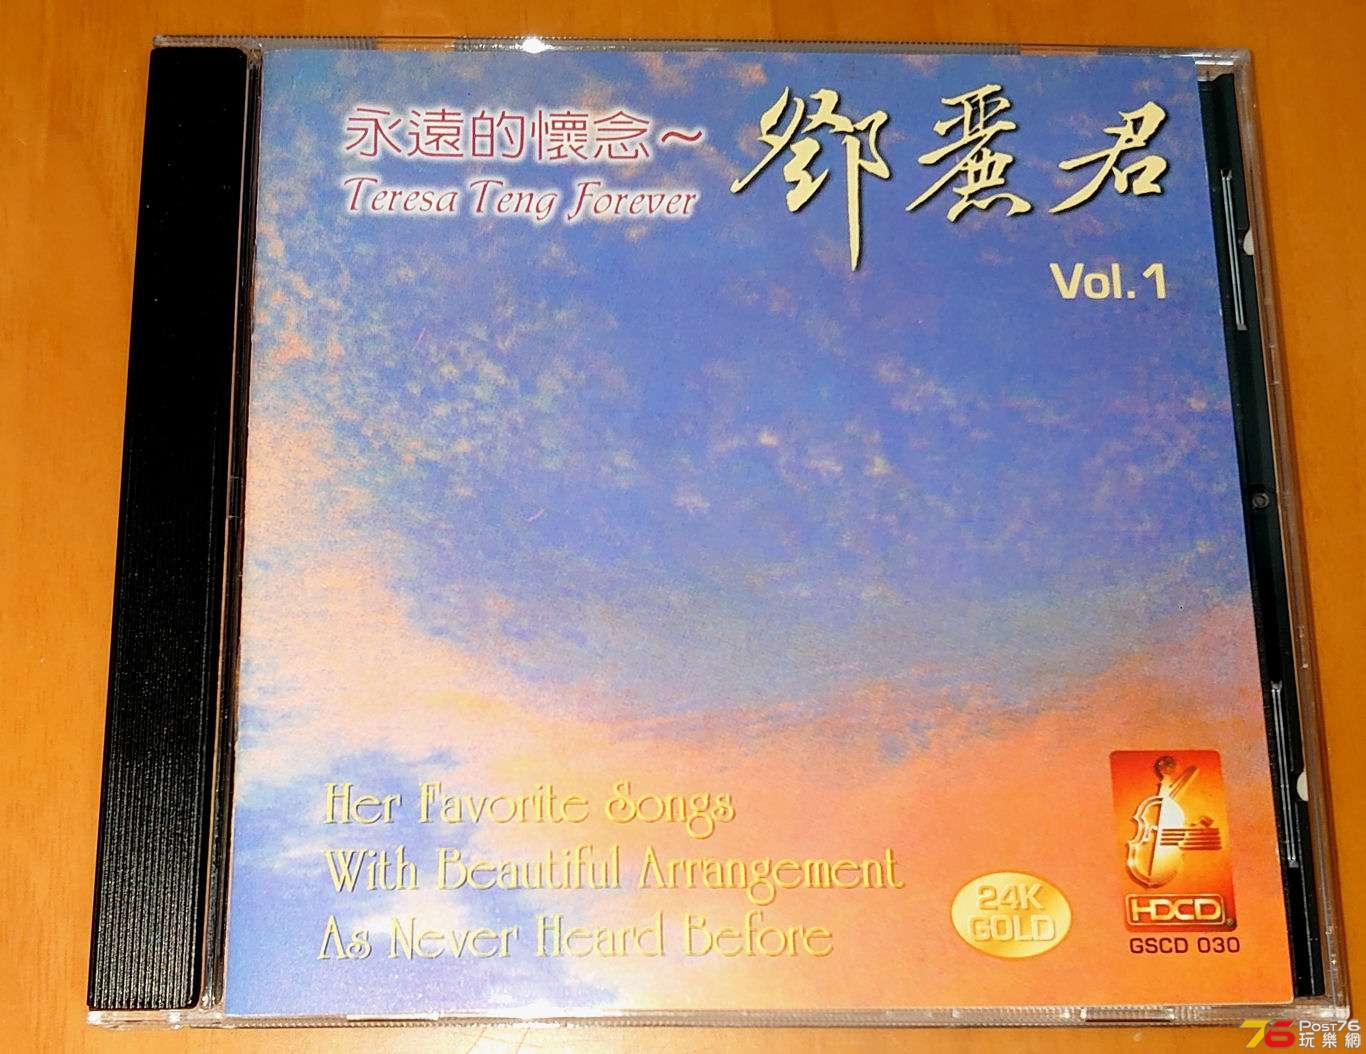 永遠的懷念~
鄧麗君
Teresa Teng Forever
Vol.1
Her Favorite Songs
With Beautiful Arrangement
As Never Heard Before
24K
GOLD
HDCD®
GSCD 030
76 Post76
玩樂網